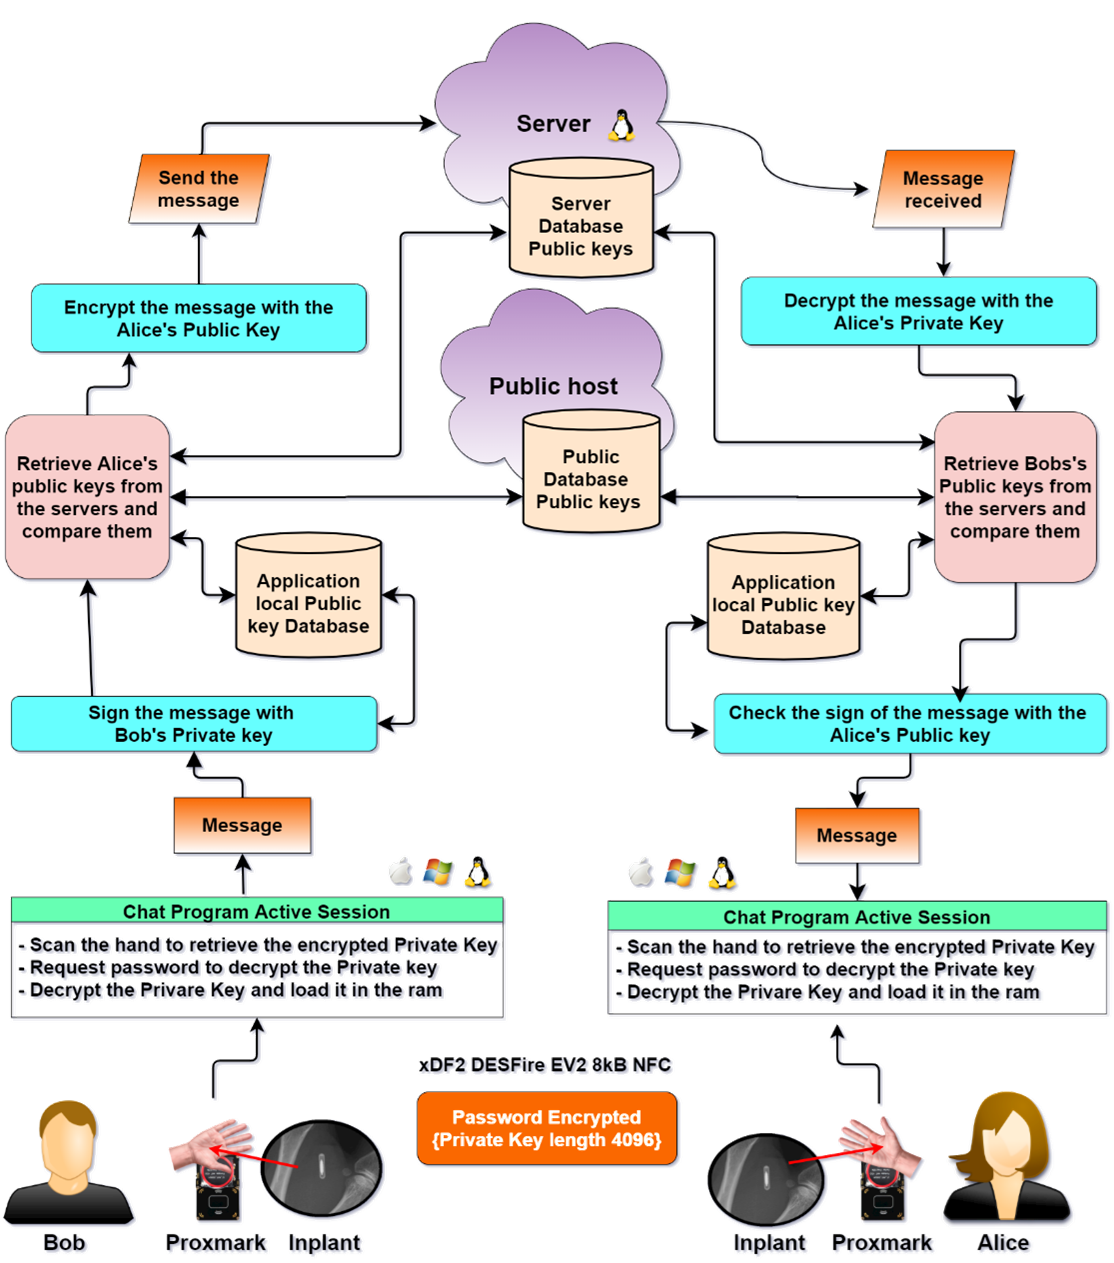 Server
Server
Database
Public keys
Send the
message
Message
received
Encrypt the message with the
Alice's Public Key
Decrypt the message with the
Alice's Private Key
Public host
Public
Database
Public keys
Retrieve Alice's
public keys from
the servers and
compare them
Retrieve Bobs's
Public keys from
the servers and
compare them
Application
local Public
key Database
Application
local Public key
Database
Sign the message with
Bob's Private key
Check the sign of the message with the
Alice's Public key
Message
Message
Chat Program Active Session
- Scan the hand to retrieve the encrypted Private Key
- Request password to decrypt the Private key
- Decrypt the Privare Key and load it in the ram
Chat Program Active Session
- Scan the hand to retrieve the encrypted Private Key
- Request password to decrypt the Private key
- Decrypt the Privare Key and load it in the ram
xDF2 DESFire EV2 8kB NFC
Password Encrypted
{Private Key length 4096}
Bob
Proxmark
Inplant
Inplant
Proxmark
Alice